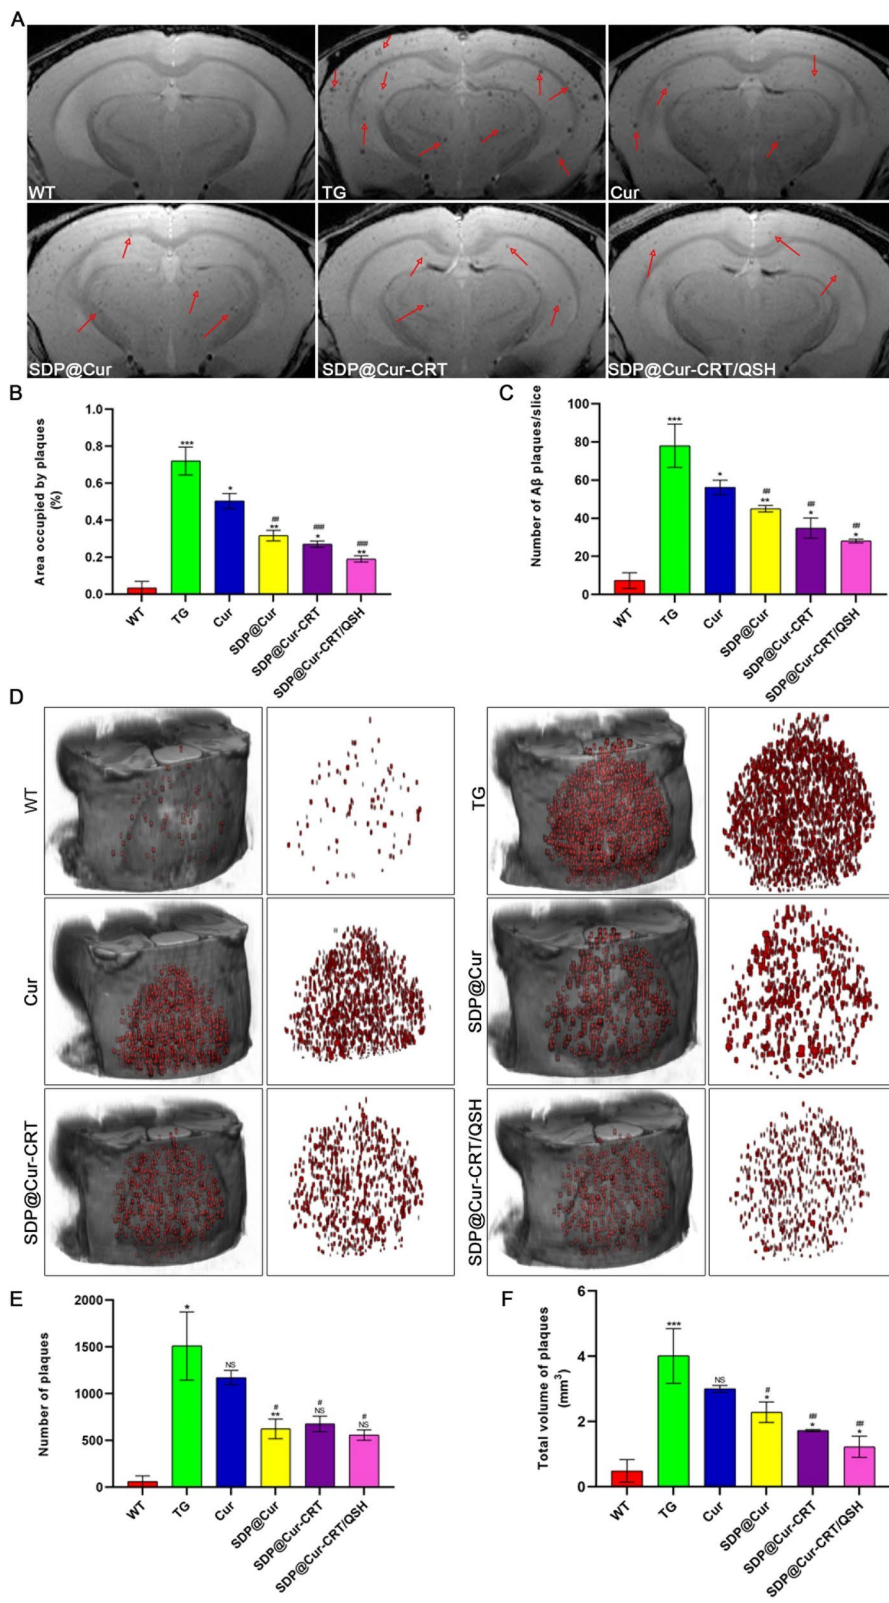 A
WT
TG
Cur
SDP@Cur
SDP@Cur-CRT
SDP@Cur-CRT/QSH
B
Area occupied by plaques
(%)
1.0
0.8
0.6
0.4
0.2
0.0
***
*
##
**
###
*
###
**
WT
TG
Cur
SDP@Cur
SDP@Cur-CRT
SDP@Cur-CRT/QSH
C
Number of Aβ plaques/slice
100
80
60
40
20
0
***
*
##
**
##
*
##
*
WT
TG
Cur
SDP@Cur
SDP@Cur-CRT
SDP@Cur-CRT/QSH
D
WT
TG
Cur
SDP@Cur
SDP@Cur-CRT
SDP@Cur-CRT/QSH
E
Number of plaques
2000
1500
1000
500
0
*
NS
#
**
#
NS
#
NS
WT
TG
Cur
SDP@Cur
SDP@Cur-CRT
SDP@Cur-CRT/QSH
F
Total volume of plaques
(mm³)
6
4
2
0
***
NS
#
*
##
*
##
*
WT
TG
Cur
SDP@Cur
SDP@Cur-CRT
SDP@Cur-CRT/QSH